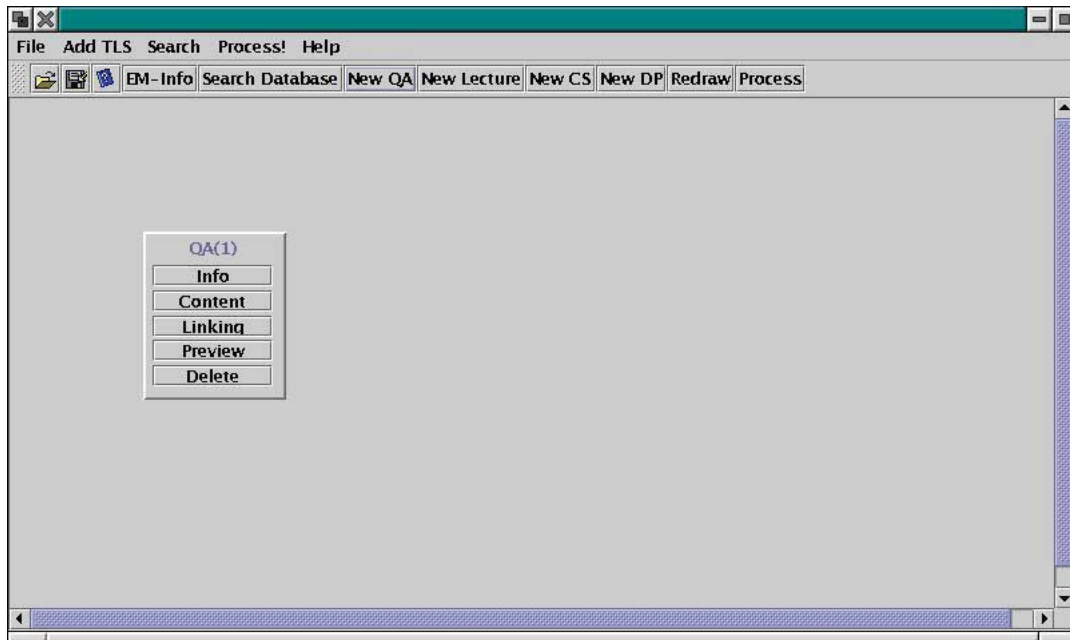 File Add TLS Search Process! Help
EM-Info Search Database New QA New Lecture New CS New DP Redraw Process
QA(1)
Info
Content
Linking
Preview
Delete